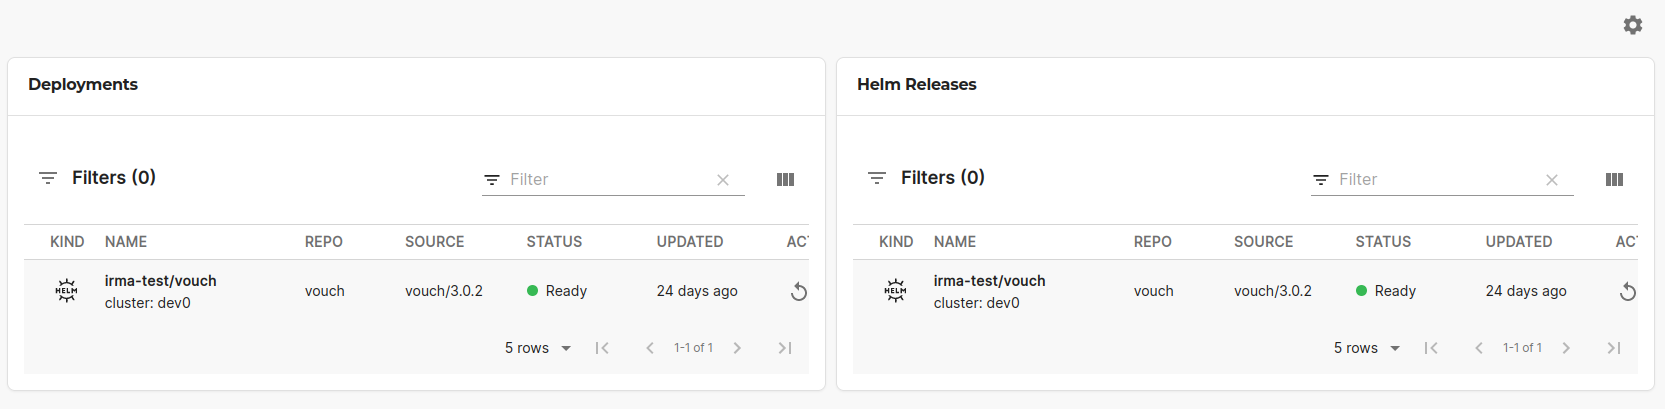 Deployments
Filters (0)
Filter
KIND NAME REPO SOURCE STATUS UPDATED ACT
HELM irma-test/vouch vouch vouch/3.0.2 Ready 24 days ago
cluster: dev0
5 rows 1-1 of 1
Helm Releases
Filters (0)
Filter
KIND NAME REPO SOURCE STATUS UPDATED ACT
HELM irma-test/vouch vouch vouch/3.0.2 Ready 24 days ago
cluster: dev0
5 rows 1-1 of 1